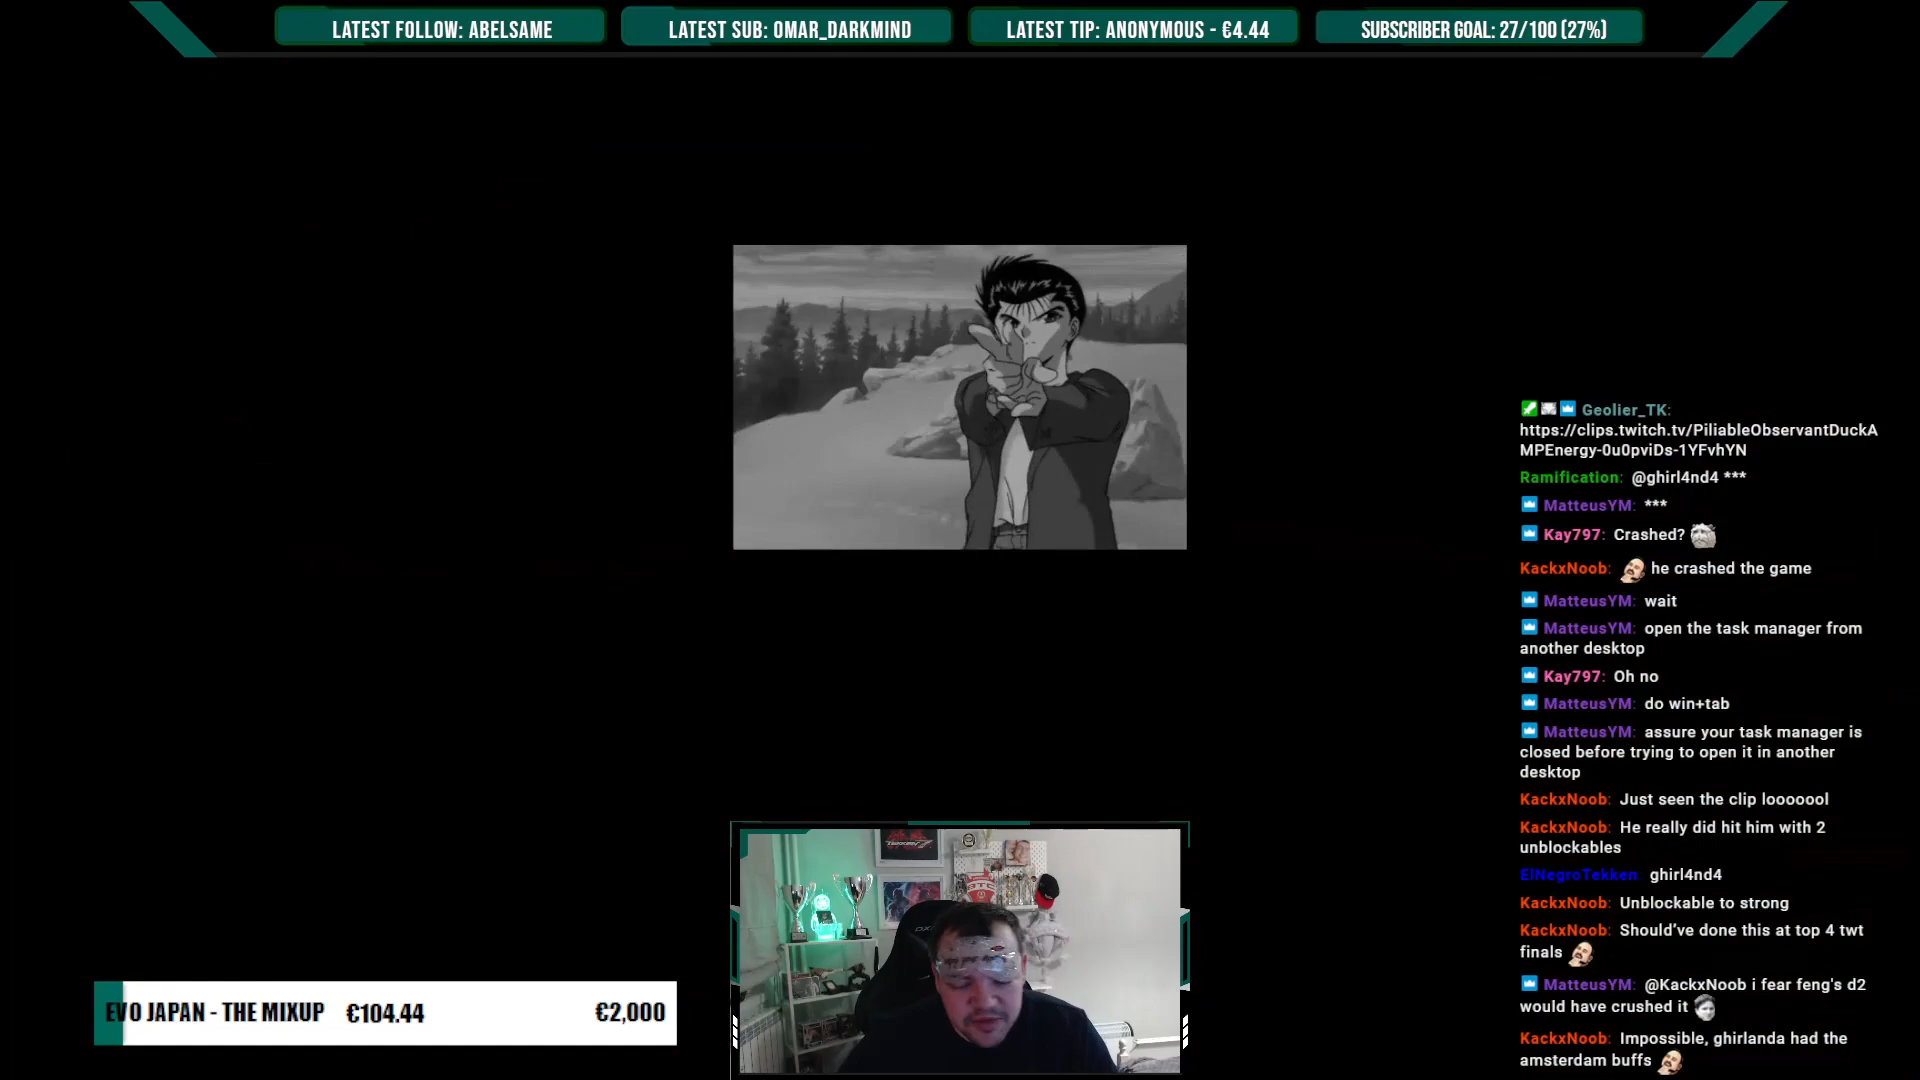 LATEST FOLLOW: ABELSAME
LATEST SUB: OMAR_DARKMIND
LATEST TIP: ANONYMOUS - €4.44
SUBSCRIBER GOAL: 27/100 (27%)
Geolier_TK:
https://clips.twitch.tv/PiliableObservantDuckA
MPEnergy-0u0pviDs-1YFvhYN
Ramification: @ghirl4nd4 ***
MatteusYM: ***
Kay797: Crashed?
KackxNoob: he crashed the game
MatteusYM: wait
MatteusYM: open the task manager from
another desktop
Kay797: Oh no
MatteusYM: do win+tab
MatteusYM: assure your task manager is
closed before trying to open it in another
desktop
KackxNoob: Just seen the clip looooool
KackxNoob: He really did hit him with 2
unblockables
ElNegroTekken: ghirl4nd4
KackxNoob: Unblockable to strong
KackxNoob: Should've done this at top 4 twt
finals
MatteusYM: @KackxNoob i fear feng's d2
would have crushed it
KackxNoob: Impossible, ghirlanda had the
amsterdam buffs
TEKKEN 7
BTC
EVO JAPAN - THE MIXUP €104.44 €2,000